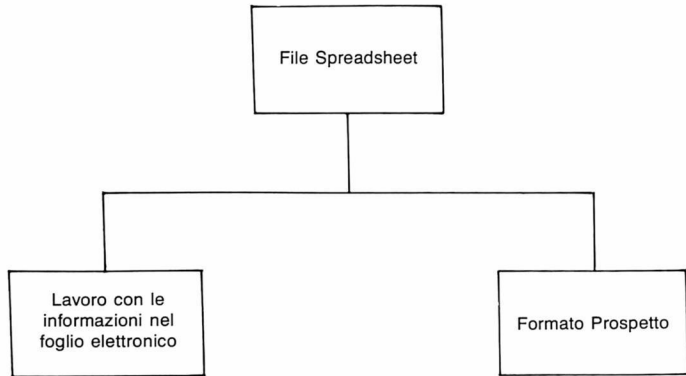 File Spreadsheet
Lavoro con le
informazioni nel
foglio elettronico
Formato Prospetto